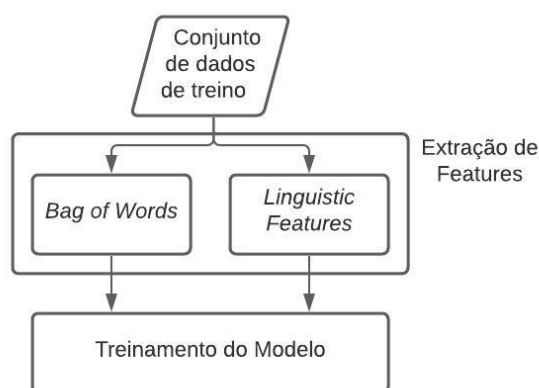 Conjunto
de dados
de treino
Extração de
Features
Bag of Words
Linguistic
Features
Treinamento do Modelo